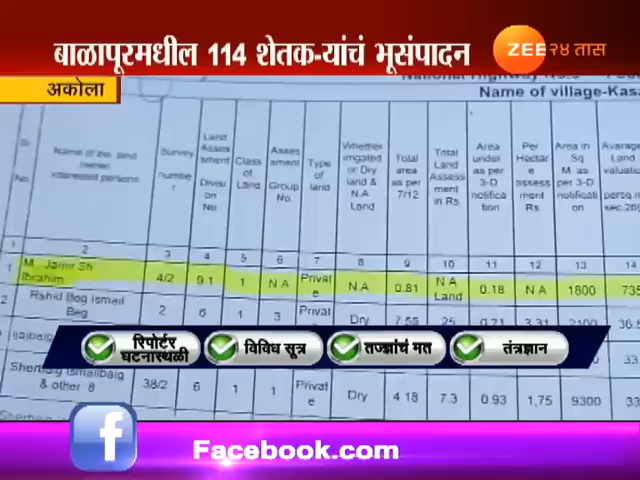 बाळापूरमधील 114 शेतक-यांचं भूसंपादन
ZEE २४ तास
अकोला
Name of village-Kasa
Sr No.
Name of the land owner interested persons
Survey number
Land Assessment Division No
Class of Land
Assessment Group No.
Type of land
Whether irrigated or Dry land & N.A Land
Total area as per 7/12
Total Land Assessment in Rs
Area under as per 3-D notification
Per Hectare assessment Rs
Area in Sq M as per 3-D notification
1 2 3 4 5 6 7 8 9 10 11 12 13 14
1 M. Jamir Sh Ibrahim 4/2 9.1 1 N A Private N.A 0.81 N A Land 0.18 N A 1800 735
2 Rahid Beg ismail Beg 2 6 1 3 Private Dry 7.55 25 0.71 3.31 2100 36.5
रिपोर्टर घटनास्थळी
विविध सूत्र
तज्ज्ञांचं मत
तंत्रज्ञान
Sherbaig ismailbaig & other 8 38/2 6 1 1 Private Dry 4.18 7.3 0.93 1,75 9300 33
f Facebook.com